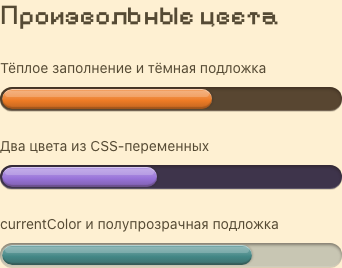 Произвольные цвета
Тёплое заполнение и тёмная подложка
Два цвета из CSS-переменных
currentColor и полупрозрачная подложка